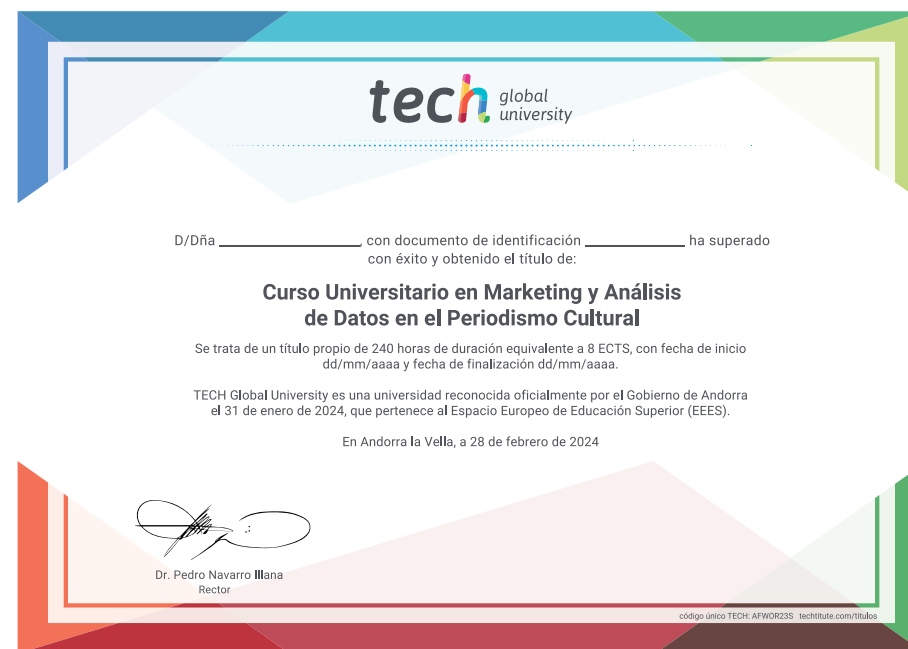 tech global university
D/Dña ____________________, con documento de identificación ______________ ha superado
con éxito y obtenido el título de:
Curso Universitario en Marketing y Análisis
de Datos en el Periodismo Cultural
Se trata de un título propio de 240 horas de duración equivalente a 8 ECTS, con fecha de inicio
dd/mm/aaaa y fecha de finalización dd/mm/aaaa.
TECH Global University es una universidad reconocida oficialmente por el Gobierno de Andorra
el 31 de enero de 2024, que pertenece al Espacio Europeo de Educación Superior (EEES).
En Andorra la Vella, a 28 de febrero de 2024
Dr. Pedro Navarro Illana
Rector
código único TECH: AFWOR23S techtitute.com/titulos